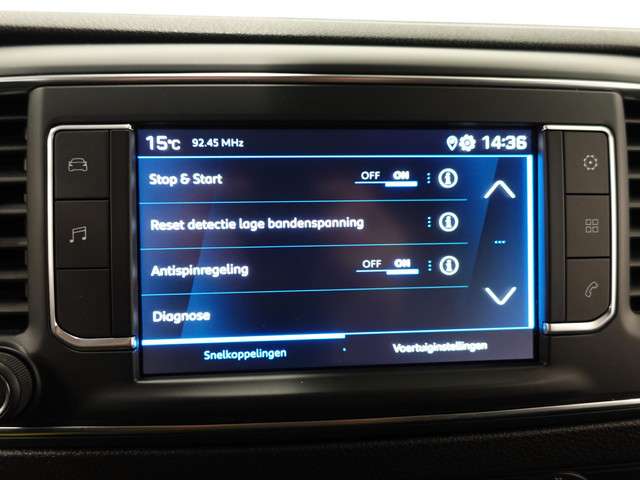 15°C 92.45 MHz 14:36
Stop & Start OFF ON
Reset detectie lage bandenspanning
Antispinregeling OFF ON
Diagnose
Snelkoppelingen Voertuiginstellingen